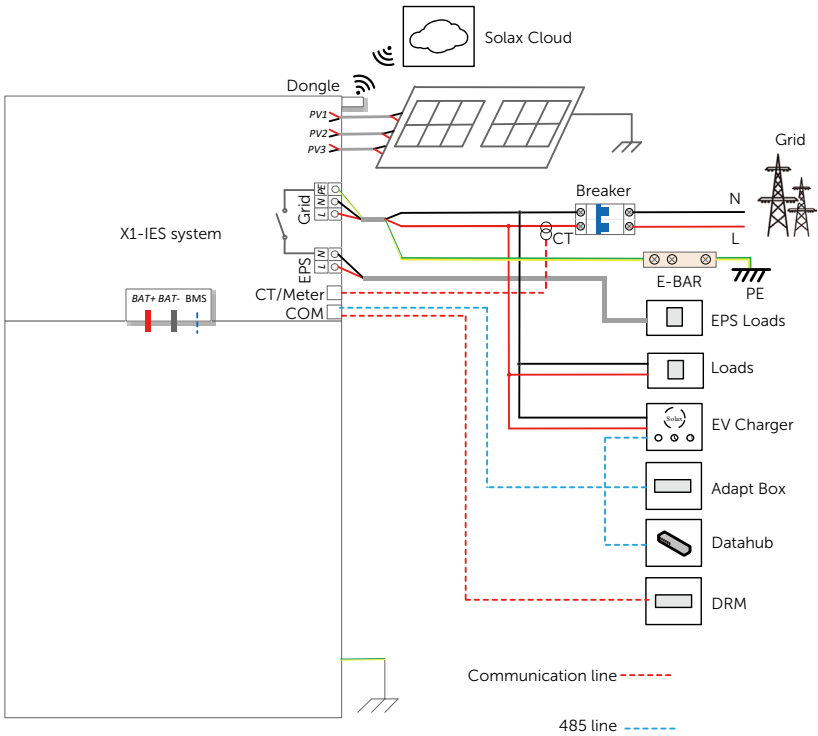 Solax Cloud
Dongle
PV1
PV2
PV3
Grid
Breaker
PE
N
L
Grid
N
L
CT
X1-IES system
N
L
EPS
E-BAR
PE
CT/Meter
COM
BAT+ BAT- BMS
EPS Loads
Loads
Solax
EV Charger
Adapt Box
Datahub
DRM
Communication line
485 line